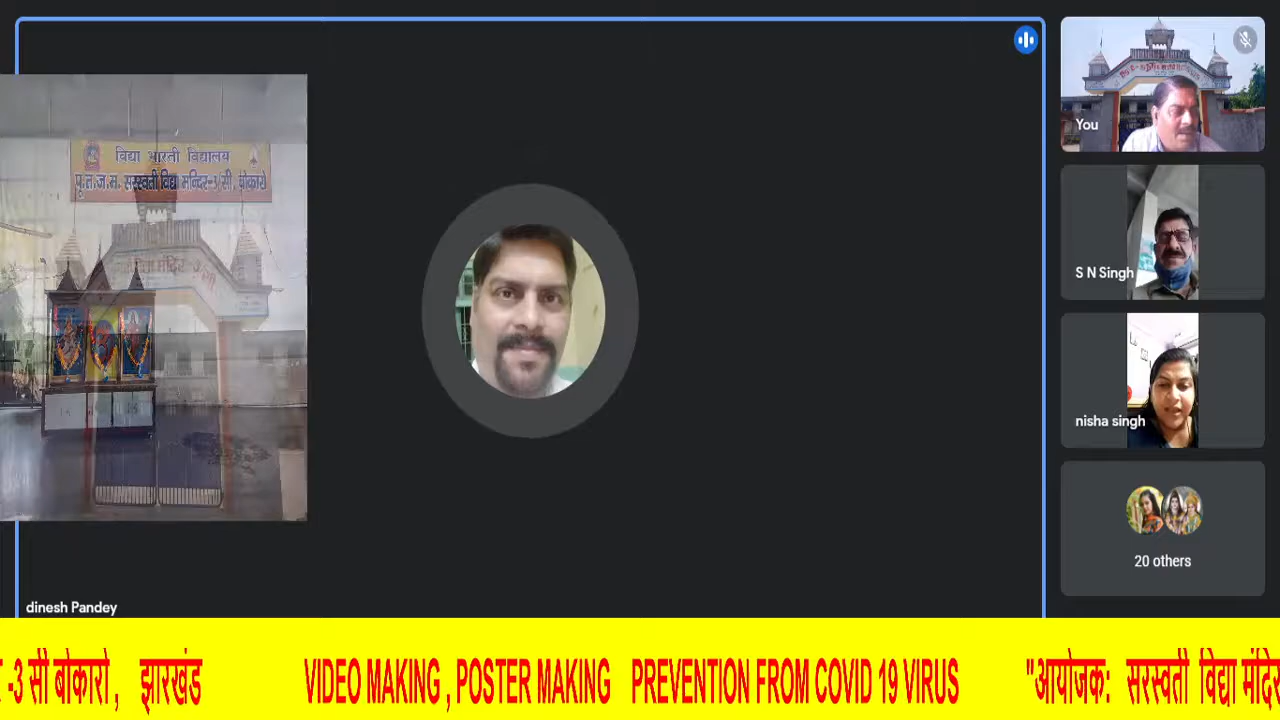 विद्या भारती विद्यालय
पू.त.ज.म. सरस्वती विद्या मन्दिर-3/सी, बोकारो
You
S N Singh
nisha singh
20 others
dinesh Pandey
-3 सी बोकारो , झारखंड VIDEO MAKING , POSTER MAKING PREVENTION FROM COVID 19 VIRUS "आयोजक: सरस्वती विद्या मंदिर